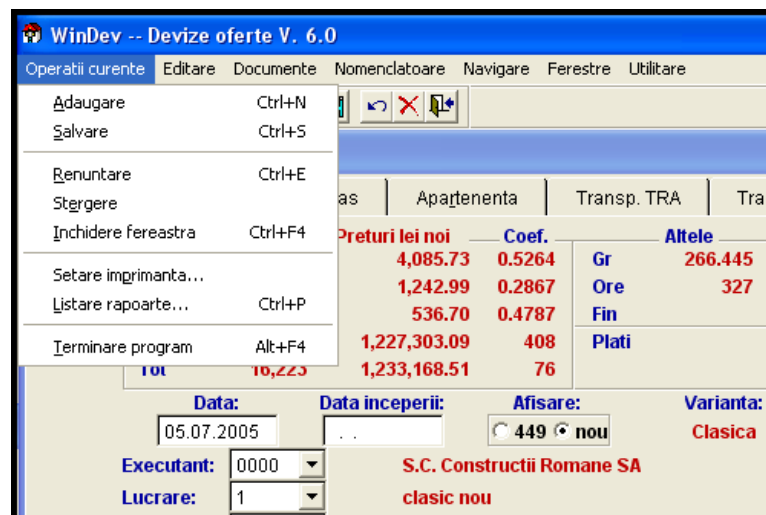 WinDev -- Devize oferte V. 6.0
Operatii curente Editare Documente Nomenclatoare Navigare Ferestre Utilitare
Adaugare Ctrl+N
Salvare Ctrl+S
Renuntare Ctrl+E
Stergere
Inchidere fereastra Ctrl+F4
Setare imprimanta...
Listare rapoarte... Ctrl+P
Terminare program Alt+F4
as Apartenenta Transp. TRA Tra
Preturi lei noi Coef. Altele
4,085.73 0.5264 Gr 266.445
1,242.99 0.2867 Ore 327
536.70 0.4787 Fin
1,227,303.09 408 Plati
Tot 16,223 1,233,168.51 76
Data: Data inceperii: Afisare: Varianta:
05.07.2005 . . 449 nou Clasica
Executant: 0000 S.C. Constructii Romane SA
Lucrare: 1 clasic nou